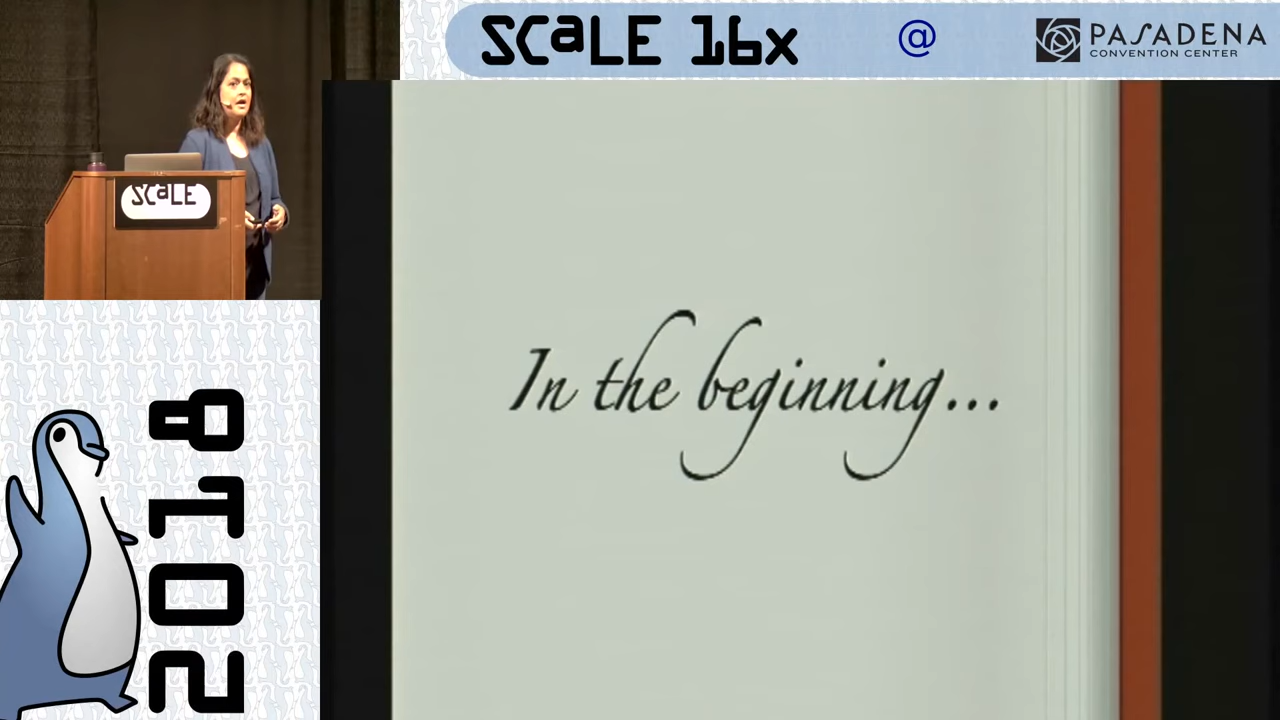 SCaLE 16x
@
PASADENA
CONVENTION CENTER
SCaLE
In the beginning...
2018